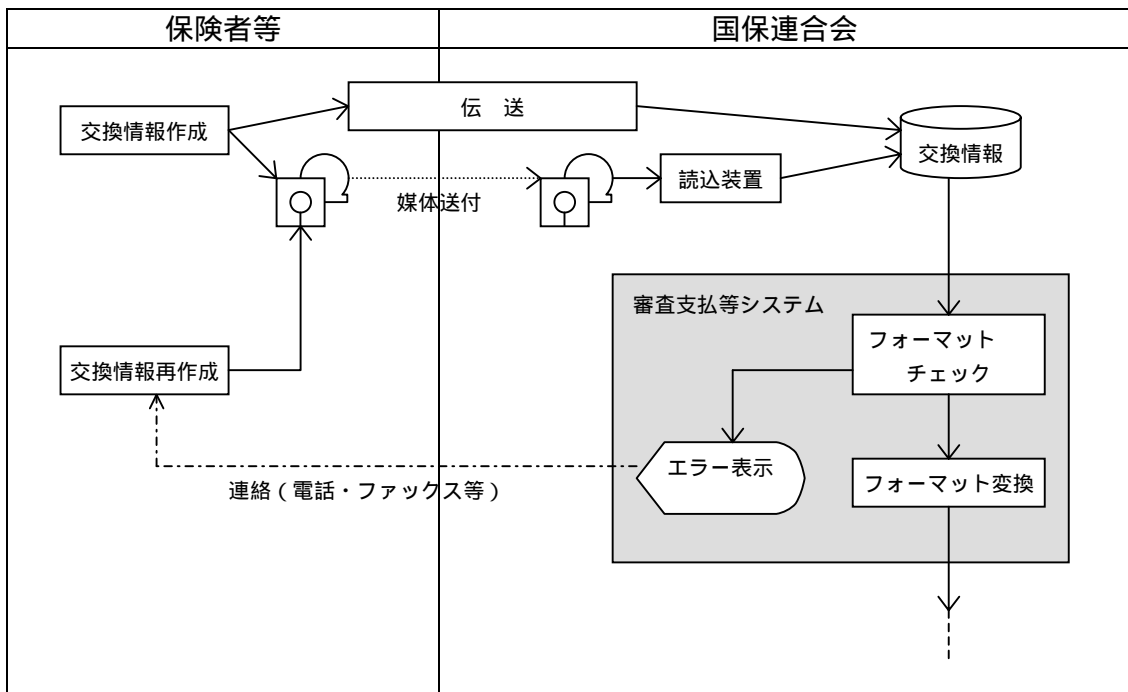 保険者等
国保連合会
伝　送
交換情報作成
交換情報
読込装置
媒体送付
審査支払等システム
フォーマット
チェック
交換情報再作成
エラー表示
フォーマット変換
連絡（電話・ファックス等）